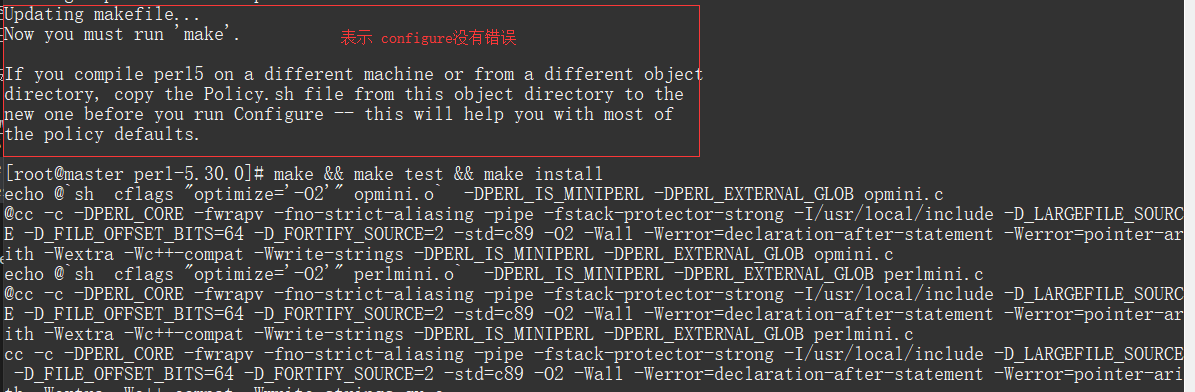 Updating makefile...
Now you must run 'make'.
表示 configure没有错误
If you compile perl5 on a different machine or from a different object
directory, copy the Policy.sh file from this object directory to the
new one before you run Configure -- this will help you with most of
the policy defaults.
[root@master perl-5.30.0]# make && make test && make install
echo @`sh  cflags "optimize='-O2'" opmini.o`  -DPERL_IS_MINIPERL -DPERL_EXTERNAL_GLOB opmini.c
@cc -c -DPERL_CORE -fwrapv -fno-strict-aliasing -pipe -fstack-protector-strong -I/usr/local/include -D_LARGEFILE_SOURC
E -D_FILE_OFFSET_BITS=64 -D_FORTIFY_SOURCE=2 -std=c89 -O2 -Wall -Werror=declaration-after-statement -Werror=pointer-ar
ith -Wextra -Wc++-compat -Wwrite-strings -DPERL_IS_MINIPERL -DPERL_EXTERNAL_GLOB opmini.c
echo @`sh  cflags "optimize='-O2'" perlmini.o`  -DPERL_IS_MINIPERL -DPERL_EXTERNAL_GLOB perlmini.c
@cc -c -DPERL_CORE -fwrapv -fno-strict-aliasing -pipe -fstack-protector-strong -I/usr/local/include -D_LARGEFILE_SOURC
E -D_FILE_OFFSET_BITS=64 -D_FORTIFY_SOURCE=2 -std=c89 -O2 -Wall -Werror=declaration-after-statement -Werror=pointer-ar
ith -Wextra -Wc++-compat -Wwrite-strings -DPERL_IS_MINIPERL -DPERL_EXTERNAL_GLOB perlmini.c
cc -c -DPERL_CORE -fwrapv -fno-strict-aliasing -pipe -fstack-protector-strong -I/usr/local/include -D_LARGEFILE_SOURCE
-D_FILE_OFFSET_BITS=64 -D_FORTIFY_SOURCE=2 -std=c89 -O2 -Wall -Werror=declaration-after-statement -Werror=pointer-ari